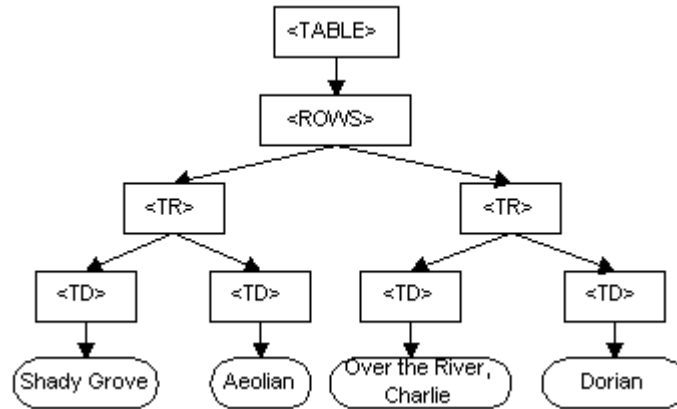 <TABLE>
<ROWS>
<TR> <TR>
<TD> <TD> <TD> <TD>
Shady Grove Aeolian Over the River, Charlie Dorian